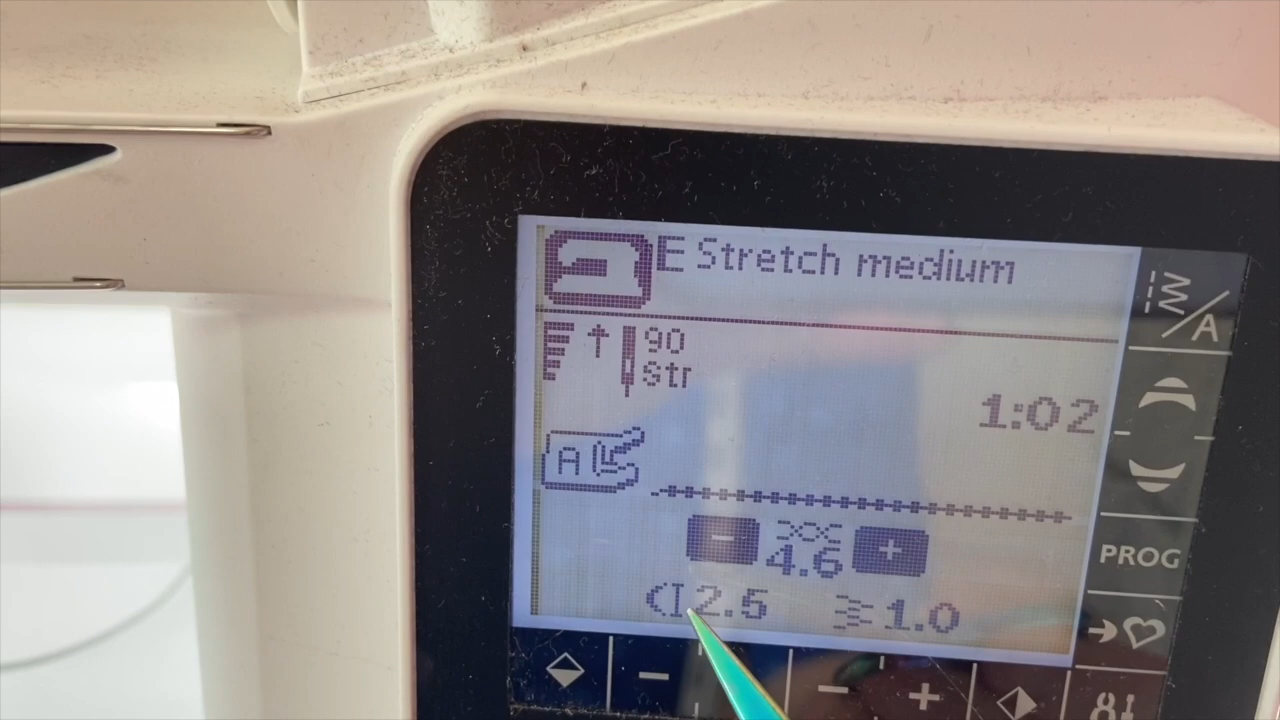 E Stretch medium
90
Str
1:02
A
- 4.6 +
2.5 1.0
A
PROG
- - +